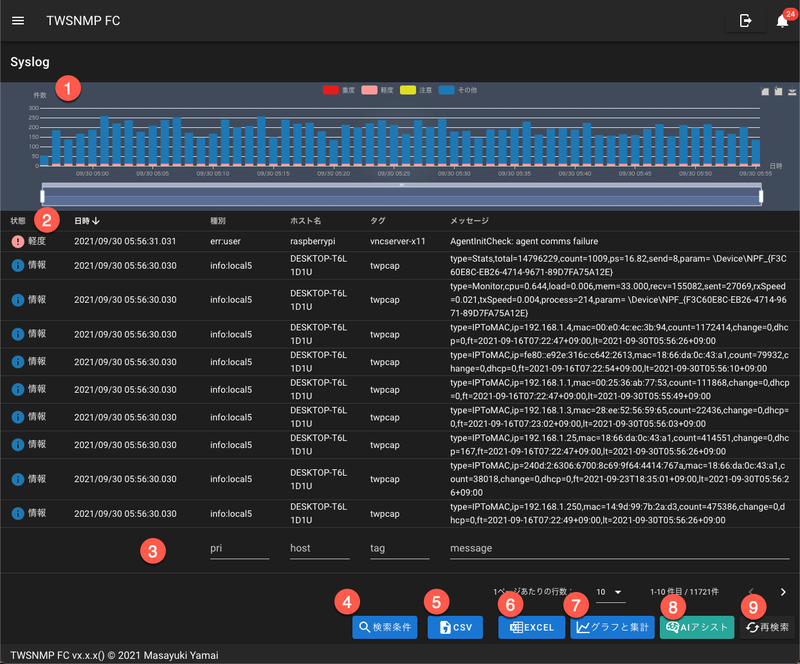 TWSNMP FC
24
Syslog
1
件数
重度 軽度 注意 その他
300
250
200
150
100
50
0
日時
09/30 05:00 09/30 05:05 09/30 05:10 09/30 05:15 09/30 05:20 09/30 05:25 09/30 05:30 09/30 05:35 09/30 05:40 09/30 05:45 09/30 05:50 09/30 05:55
2
状態 日時 種別 ホスト名 タグ メッセージ
軽度 2021/09/30 05:56:31.031 err:user raspberrypi vncserver-x11 AgentInitCheck: agent comms failure
情報 2021/09/30 05:56:30.030 info:local5 DESKTOP-T6L1D1U twpcap type=Stats,total=14796229,count=1009,ps=16.82,send=8,param= \Device\NPF_{F3C
60E8C-EB26-4714-9671-89D7FA75A12E}
情報 2021/09/30 05:56:30.030 info:local5 DESKTOP-T6L1D1U twpcap type=Monitor,cpu=0.644,load=0.006,mem=33.000,recv=155082,sent=27069,rxSpeed
=0.021,txSpeed=0.004,process=214,param= \Device\NPF_{F3C60E8C-EB26-4714-96
71-89D7FA75A12E}
情報 2021/09/30 05:56:30.030 info:local5 DESKTOP-T6L1D1U twpcap type=IPToMAC,ip=192.168.1.4,mac=00:e0:4c:ec:3b:94,count=1172414,change=0,dh
cp=0,ft=2021-09-16T07:22:47+09:00,lt=2021-09-30T05:56:26+09:00
情報 2021/09/30 05:56:30.030 info:local5 DESKTOP-T6L1D1U twpcap type=IPToMAC,ip=fe80::e92e:316c:c642:2613,mac=18:66:da:0c:43:a1,count=79932,c
hange=0,dhcp=0,ft=2021-09-16T07:22:54+09:00,lt=2021-09-30T05:56:10+09:00
情報 2021/09/30 05:56:30.030 info:local5 DESKTOP-T6L1D1U twpcap type=IPToMAC,ip=192.168.1.1,mac=00:25:36:ab:77:53,count=111868,change=0,dhcp
=0,ft=2021-09-16T07:22:47+09:00,lt=2021-09-30T05:55:49+09:00
情報 2021/09/30 05:56:30.030 info:local5 DESKTOP-T6L1D1U twpcap type=IPToMAC,ip=192.168.1.3,mac=28:ee:52:56:59:65,count=22436,change=0,dhcp=
0,ft=2021-09-16T07:23:02+09:00,lt=2021-09-30T05:56:03+09:00
情報 2021/09/30 05:56:30.030 info:local5 DESKTOP-T6L1D1U twpcap type=IPToMAC,ip=192.168.1.25,mac=18:66:da:0c:43:a1,count=414551,change=0,dhc
p=167,ft=2021-09-16T07:22:47+09:00,lt=2021-09-30T05:56:26+09:00
情報 2021/09/30 05:56:30.030 info:local5 DESKTOP-T6L1D1U twpcap type=IPToMAC,ip=240d:2:6306:6700:8c69:9f64:4414:767a,mac=18:66:da:0c:43:a1,c
ount=38018,change=0,dhcp=0,ft=2021-09-23T18:35:01+09:00,lt=2021-09-30T05:56:2
6+09:00
情報 2021/09/30 05:56:30.030 info:local5 DESKTOP-T6L1D1U twpcap type=IPToMAC,ip=192.168.1.250,mac=14:9d:99:7b:2a:d3,count=475386,change=0,d
hcp=0,ft=2021-09-16T07:22:49+09:00,lt=2021-09-30T05:56:26+09:00
3 pri host tag message
1ページあたりの行数: 10 1-10 件目 / 11721件
4 5 6 7 8 9
検索条件 CSV EXCEL グラフと集計 AIアシスト 再検索
TWSNMP FC vx.x.x() © 2021 Masayuki Yamai